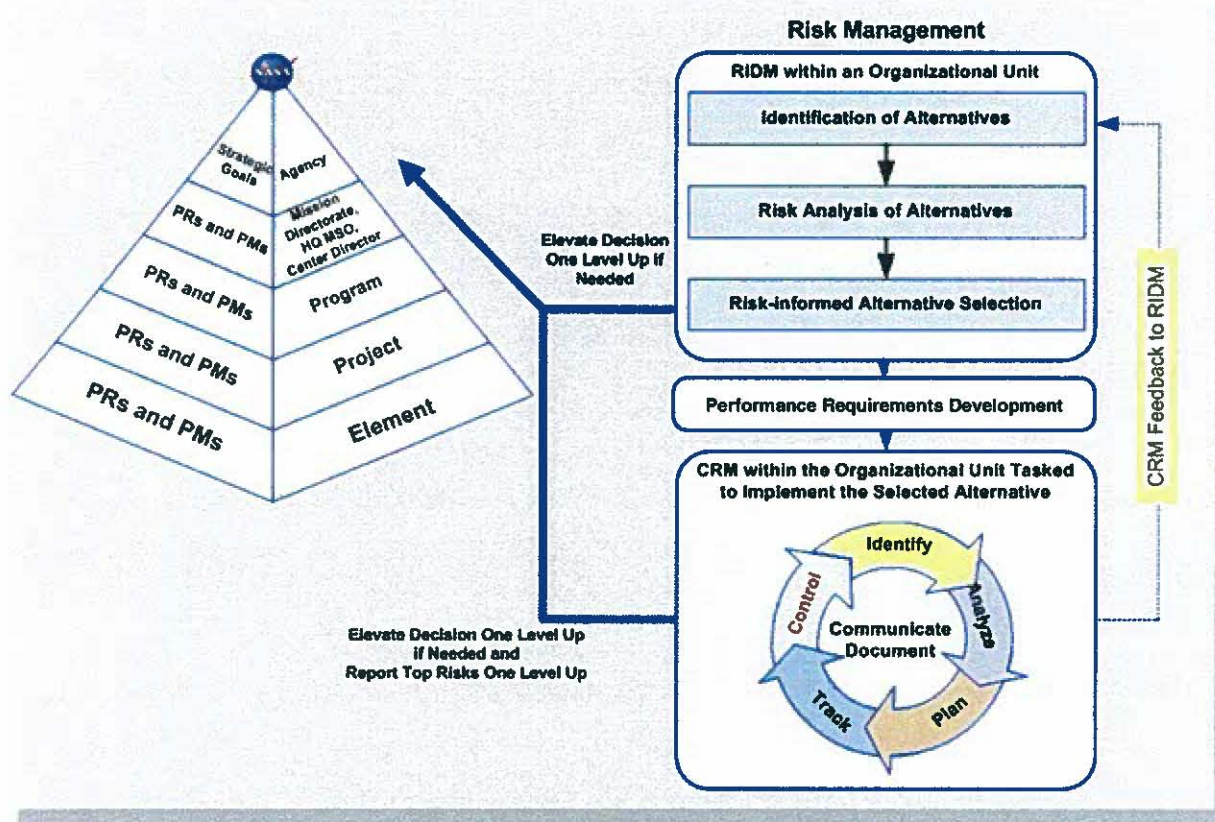 NASA
Strategic
Goals
Agency
PRs and PMs
Mission
Directorate,
HQ MSO,
Center Director
PRs and PMs
Program
PRs and PMs
Project
PRs and PMs
Element
Risk Management
RIDM within an Organizational Unit
Identification of Alternatives
Risk Analysis of Alternatives
Risk-informed Alternative Selection
Elevate Decision
One Level Up if
Needed
Performance Requirements Development
CRM within the Organizational Unit Tasked
to Implement the Selected Alternative
Identify
Analyze
Plan
Track
Control
Communicate
Document
Elevate Decision One Level Up
if Needed and
Report Top Risks One Level Up
CRM Feedback to RIDM